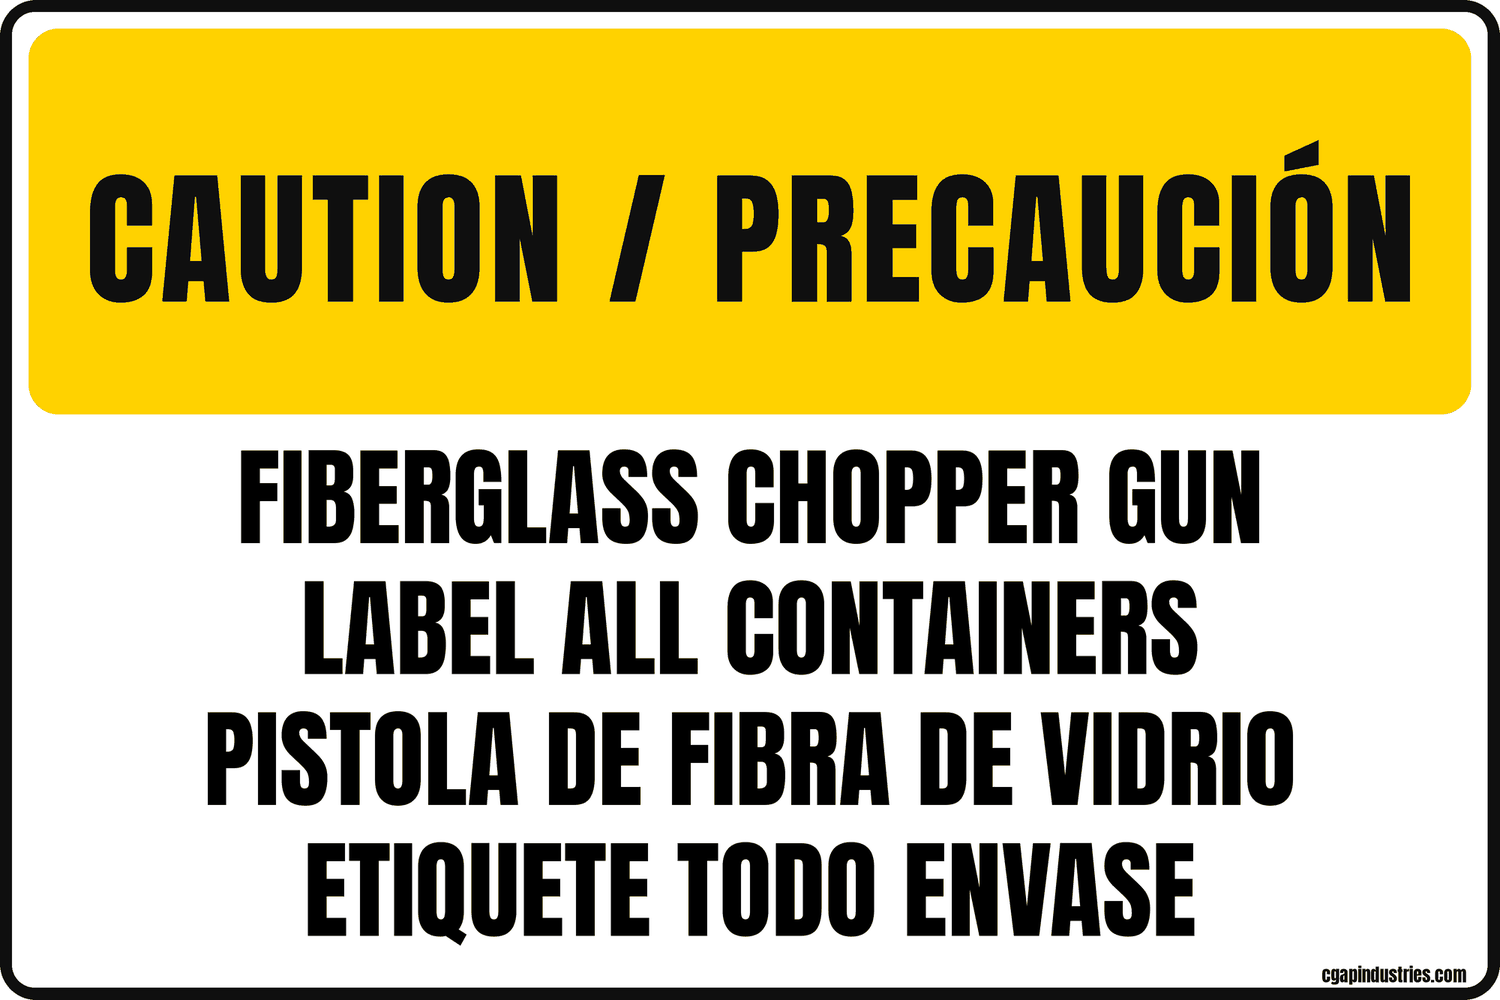 CAUTION / PRECAUCIÓN
FIBERGLASS CHOPPER GUN
LABEL ALL CONTAINERS
PISTOLA DE FIBRA DE VIDRIO
ETIQUETE TODO ENVASE
cgapindustries.com